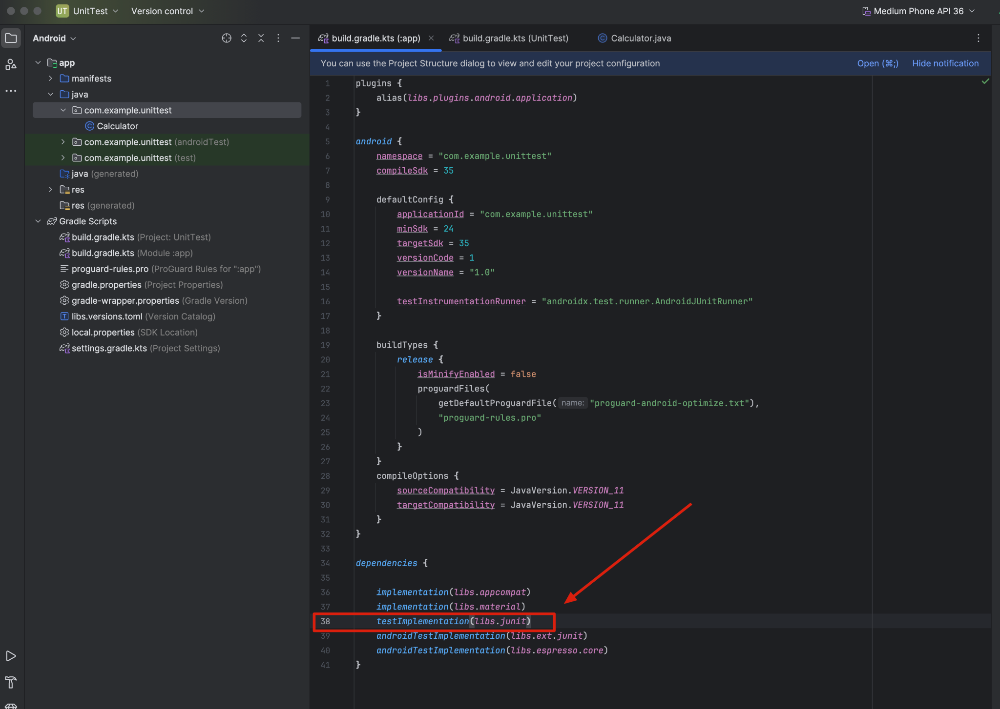 UT UnitTest Version control Medium Phone API 36
Android
app
manifests
java
com.example.unittest
Calculator
com.example.unittest (androidTest)
com.example.unittest (test)
java (generated)
res
res (generated)
Gradle Scripts
build.gradle.kts (Project: UnitTest)
build.gradle.kts (Module :app)
proguard-rules.pro (ProGuard Rules for ":app")
gradle.properties (Project Properties)
gradle-wrapper.properties (Gradle Version)
libs.versions.toml (Version Catalog)
local.properties (SDK Location)
settings.gradle.kts (Project Settings)
build.gradle.kts (:app) build.gradle.kts (UnitTest) Calculator.java
You can use the Project Structure dialog to view and edit your project configuration Open (⌘;) Hide notification
1 plugins {
2 alias(libs.plugins.android.application)
3 }
4
5 android {
6 namespace = "com.example.unittest"
7 compileSdk = 35
8
9 defaultConfig {
10 applicationId = "com.example.unittest"
11 minSdk = 24
12 targetSdk = 35
13 versionCode = 1
14 versionName = "1.0"
15
16 testInstrumentationRunner = "androidx.test.runner.AndroidJUnitRunner"
17 }
18
19 buildTypes {
20 release {
21 isMinifyEnabled = false
22 proguardFiles(
23 getDefaultProguardFile( name: "proguard-android-optimize.txt"),
24 "proguard-rules.pro"
25 )
26 }
27 }
28 compileOptions {
29 sourceCompatibility = JavaVersion.VERSION_11
30 targetCompatibility = JavaVersion.VERSION_11
31 }
32 }
33
34 dependencies {
35
36 implementation(libs.appcompat)
37 implementation(libs.material)
38 testImplementation(libs.junit)
39 androidTestImplementation(libs.ext.junit)
40 androidTestImplementation(libs.espresso.core)
41 }